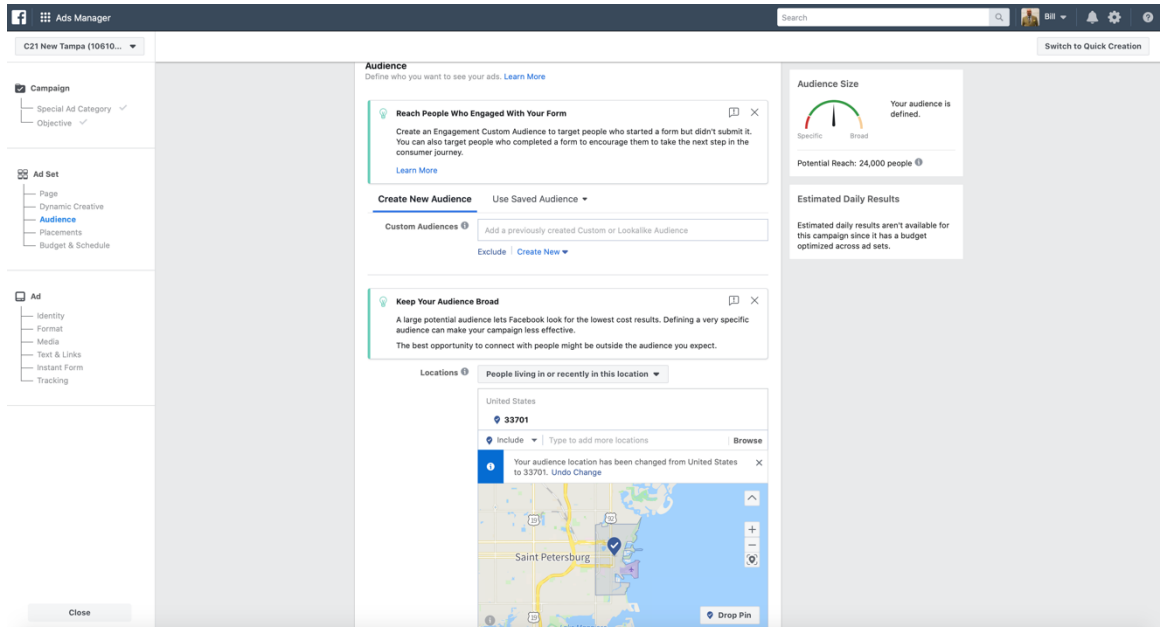 Ads Manager
Search
Bill
C21 New Tampa (10610...
Switch to Quick Creation
Campaign
Special Ad Category
Objective
Ad Set
Page
Dynamic Creative
Audience
Placements
Budget & Schedule
Ad
Identity
Format
Media
Text & Links
Instant Form
Tracking
Close
Audience
Define who you want to see your ads. Learn More
Reach People Who Engaged With Your Form
Create an Engagement Custom Audience to target people who started a form but didn't submit it.
You can also target people who completed a form to encourage them to take the next step in the
consumer journey.
Learn More
Create New Audience Use Saved Audience
Custom Audiences Add a previously created Custom or Lookalike Audience
Exclude Create New
Keep Your Audience Broad
A large potential audience lets Facebook look for the lowest cost results. Defining a very specific
audience can make your campaign less effective.
The best opportunity to connect with people might be outside the audience you expect.
Locations People living in or recently in this location
United States
33701
Include Type to add more locations Browse
Your audience location has been changed from United States
to 33701. Undo Change
19
92
Saint Petersburg
19
Drop Pin
Audience Size
Your audience is
defined.
Specific Broad
Potential Reach: 24,000 people
Estimated Daily Results
Estimated daily results aren't available for
this campaign since it has a budget
optimized across ad sets.